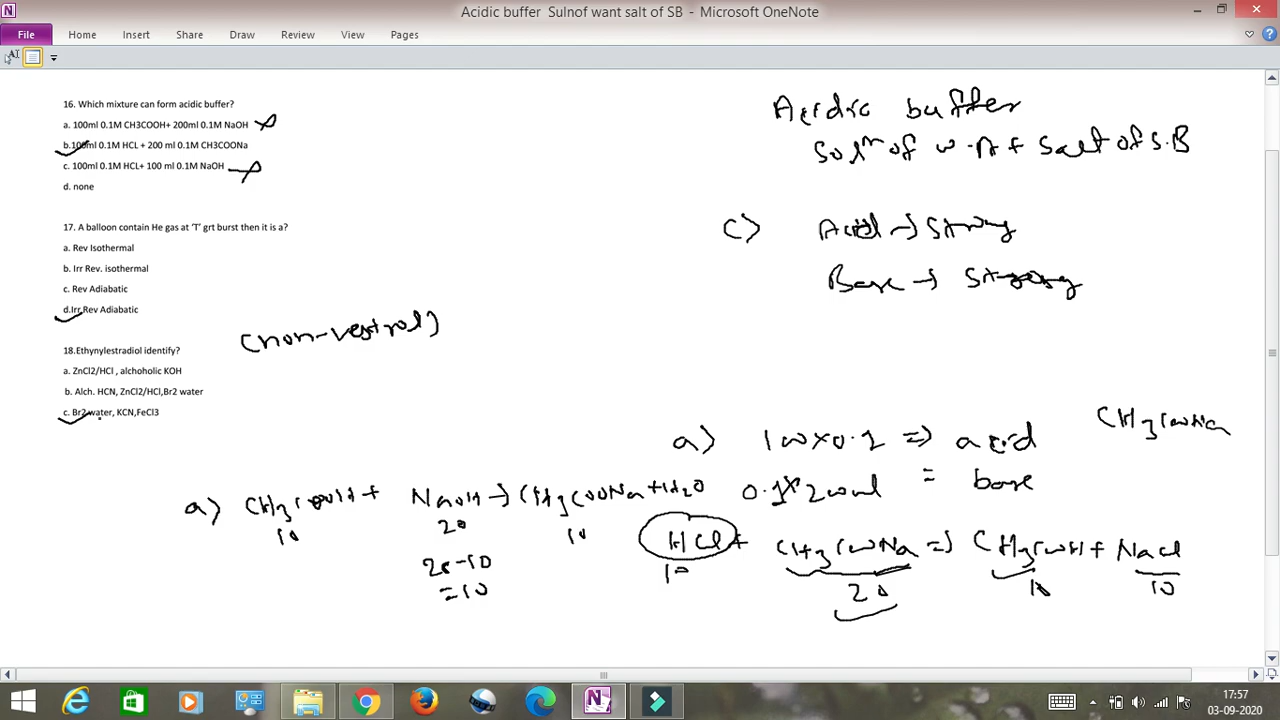 Acidic buffer  Sulnof want salt of SB - Microsoft OneNote
File Home Insert Share Draw Review View Pages
16. Which mixture can form acidic buffer?
a. 100ml 0.1M CH3COOH+ 200ml 0.1M NaOH
b.100ml 0.1M HCL + 200 ml 0.1M CH3COONa
c. 100ml 0.1M HCL+ 100 ml 0.1M NaOH
d. none
17. A balloon contain He gas at 'T' grt burst then it is a?
a. Rev Isothermal
b. Irr Rev. isothermal
c. Rev Adiabatic
d.Irr Rev Adiabatic
18.Ethynylestradiol identify?
a. ZnCl2/HCl , alchoholic KOH
b. Alch. HCN, ZnCl2/HCl,Br2 water
c. Br2 water, KCN,FeCl3
Acidic buffer
Soln of w.A + Salt of S.B
c) Acid → Strong
Base → Strong
a) 100×0.1 ⇒ acid
0.1× 200ml = base
CH3COONa
a) CH3COOH + NaOH → CH3COONa + H2O
10 20 10
20-10
=10
HCl + CH3COONa ⇒ CH3COOH + NaCl
10 20 10 10
17:57
03-09-2020